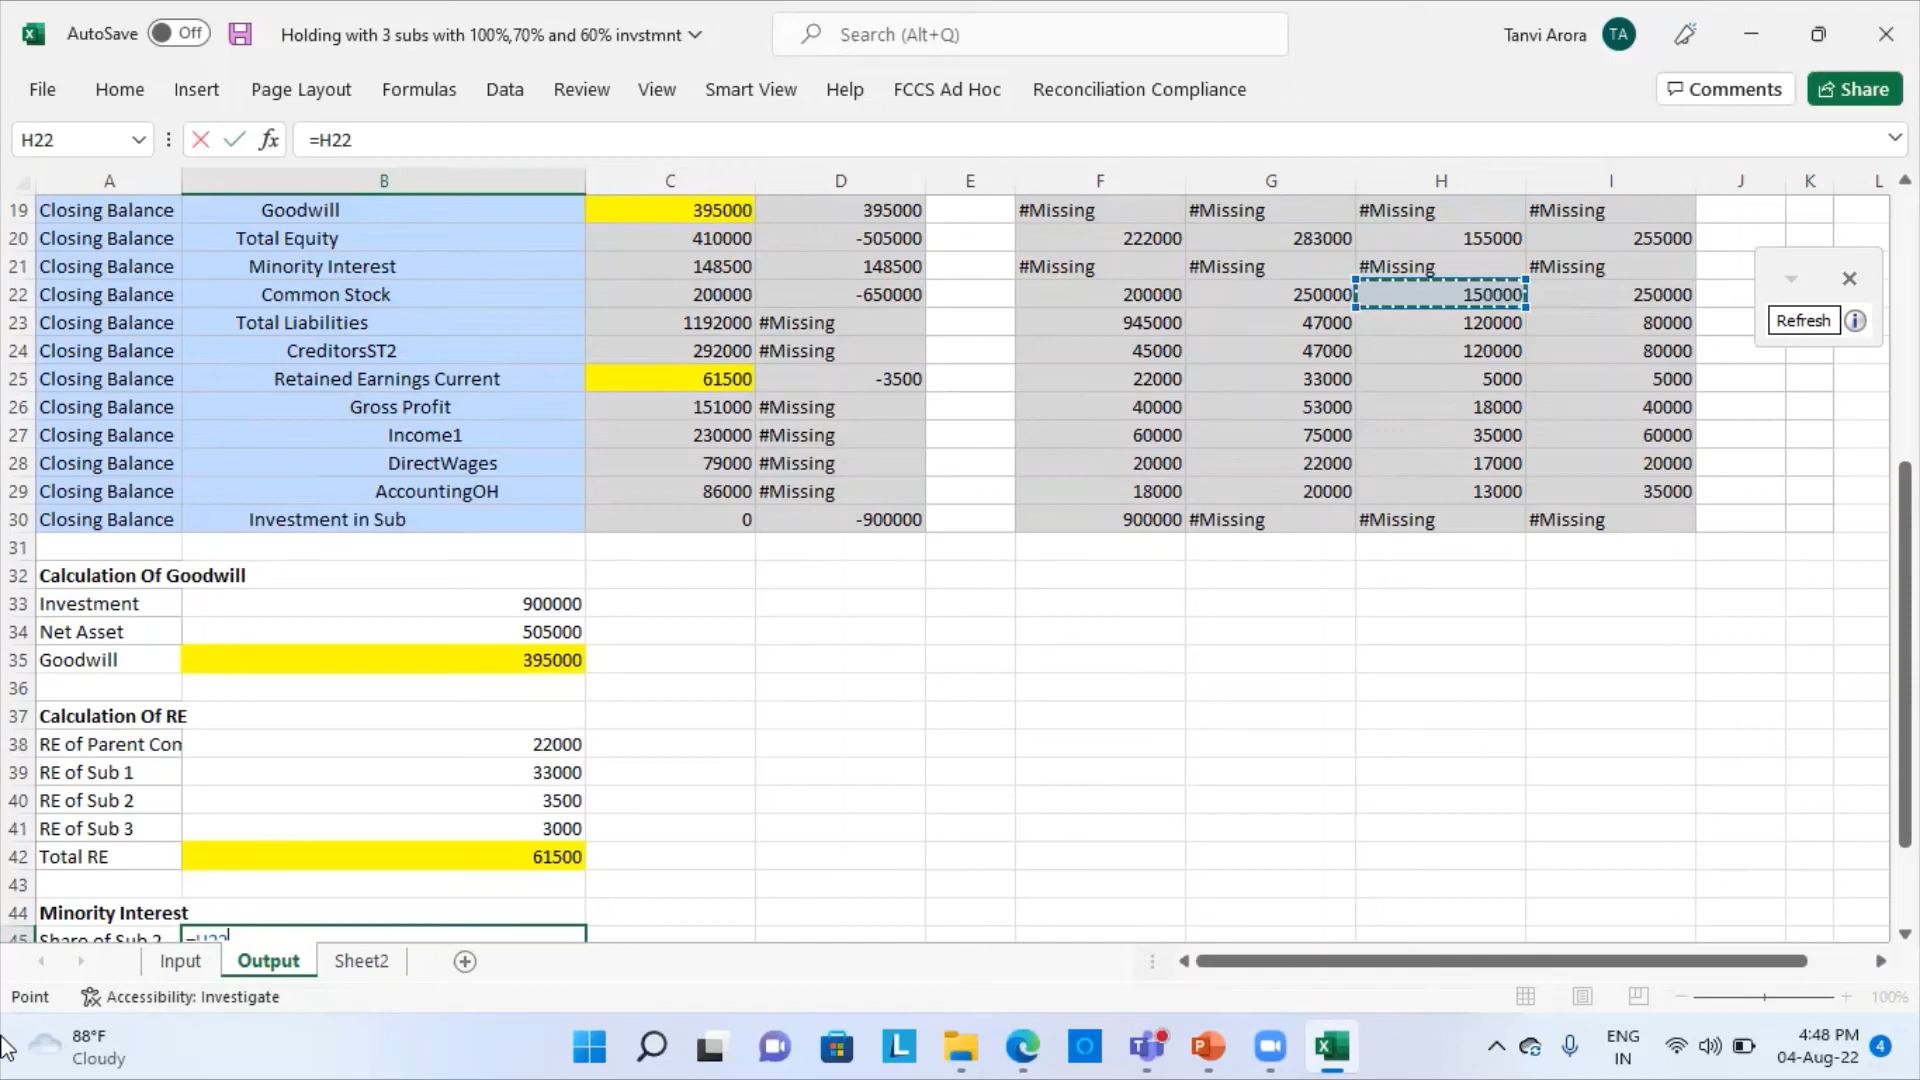 AutoSave Off Holding with 3 subs with 100%,70% and 60% invstmnt Search (Alt+Q) Tanvi Arora TA
File Home Insert Page Layout Formulas Data Review View Smart View Help FCCS Ad Hoc Reconciliation Compliance Comments Share
H22 fx =H22
A B C D E F G H I J K L
19 Closing Balance Goodwill 395000 395000 #Missing #Missing #Missing #Missing
20 Closing Balance Total Equity 410000 -505000 222000 283000 155000 255000
21 Closing Balance Minority Interest 148500 148500 #Missing #Missing #Missing #Missing
22 Closing Balance Common Stock 200000 -650000 200000 250000 150000 250000
23 Closing Balance Total Liabilities 1192000 #Missing 945000 47000 120000 80000
24 Closing Balance CreditorsST2 292000 #Missing 45000 47000 120000 80000
25 Closing Balance Retained Earnings Current 61500 -3500 22000 33000 5000 5000
26 Closing Balance Gross Profit 151000 #Missing 40000 53000 18000 40000
27 Closing Balance Income1 230000 #Missing 60000 75000 35000 60000
28 Closing Balance DirectWages 79000 #Missing 20000 22000 17000 20000
29 Closing Balance AccountingOH 86000 #Missing 18000 20000 13000 35000
30 Closing Balance Investment in Sub 0 -900000 900000 #Missing #Missing #Missing
Refresh
31
32 Calculation Of Goodwill
33 Investment 900000
34 Net Asset 505000
35 Goodwill 395000
36
37 Calculation Of RE
38 RE of Parent Com 22000
39 RE of Sub 1 33000
40 RE of Sub 2 3500
41 RE of Sub 3 3000
42 Total RE 61500
43
44 Minority Interest
45 Share of Sub 2 =H22
Input Output Sheet2
Point Accessibility: Investigate 100%
88°F
Cloudy
ENG
IN
4:48 PM
04-Aug-22
4